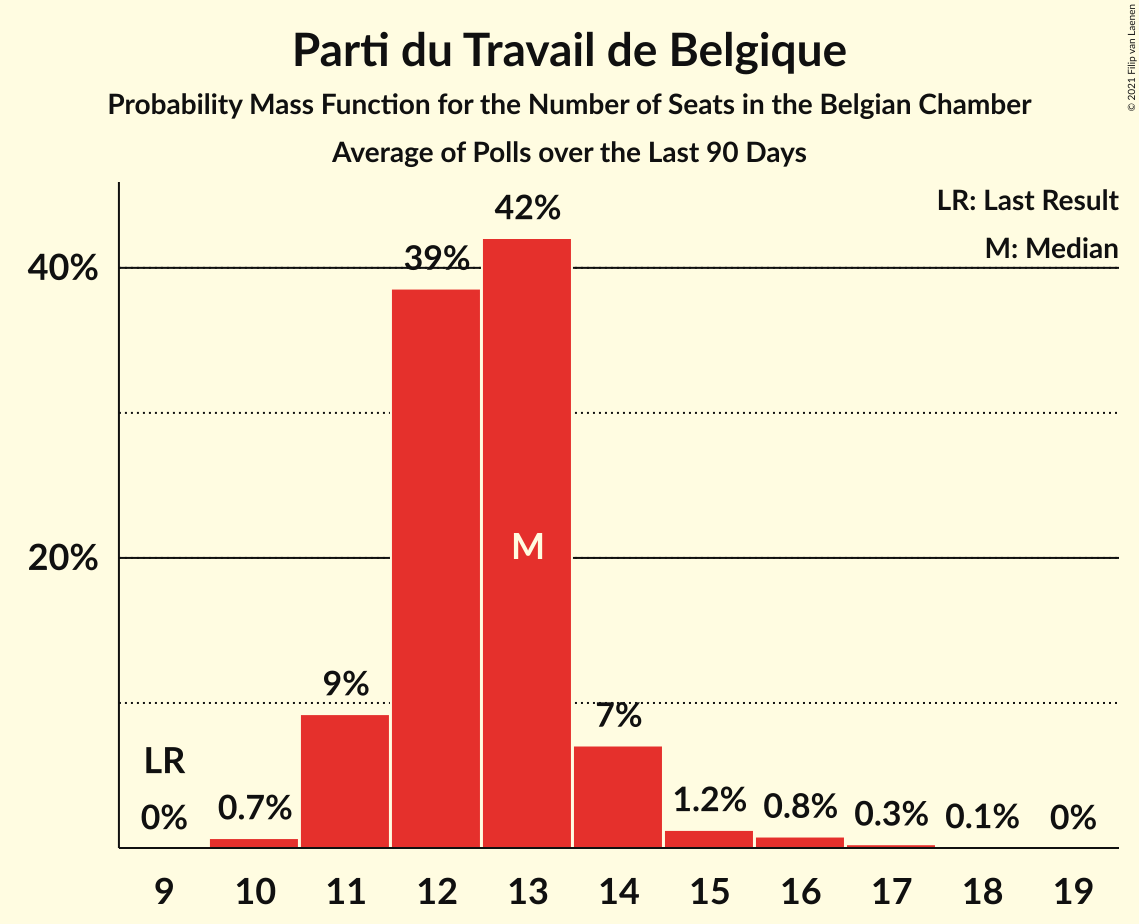 Parti du Travail de Belgique
Probability Mass Function for the Number of Seats in the Belgian Chamber
Average of Polls over the Last 90 Days
© 2021 Filip van Laenen
LR: Last Result
M: Median
42%
39%
40%
M
20%
9%
7%
LR
0%
0.7%
1.2%
0.8%
0.3%
0.1%
0%
9 10 11 12 13 14 15 16 17 18 19